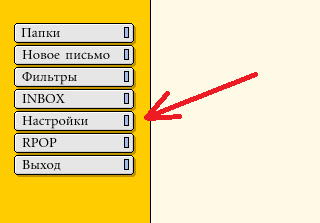 Папки
Новое письмо
Фильтры
INBOX
Настройки
RPOP
Выход